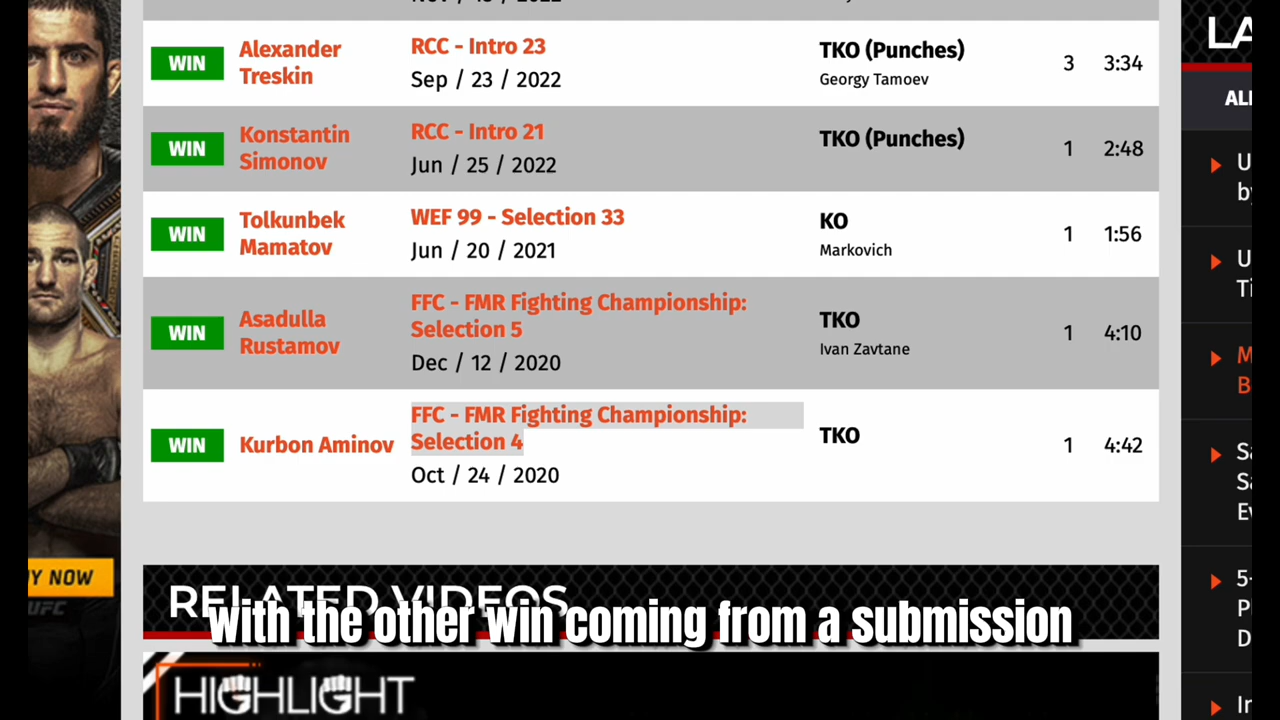 WIN
Alexander
Treskin
RCC - Intro 23
Sep / 23 / 2022
TKO (Punches)
Georgy Tamoev
3
3:34
WIN
Konstantin
Simonov
RCC - Intro 21
Jun / 25 / 2022
TKO (Punches)
1
2:48
WIN
Tolkunbek
Mamatov
WEF 99 - Selection 33
Jun / 20 / 2021
KO
Markovich
1
1:56
WIN
Asadulla
Rustamov
FFC - FMR Fighting Championship:
Selection 5
Dec / 12 / 2020
TKO
Ivan Zavtane
1
4:10
WIN
Kurbon Aminov
FFC - FMR Fighting Championship:
Selection 4
Oct / 24 / 2020
TKO
1
4:42
RELATED VIDEOS
with the other win coming from a submission
HIGHLIGHT
NOW
UFC